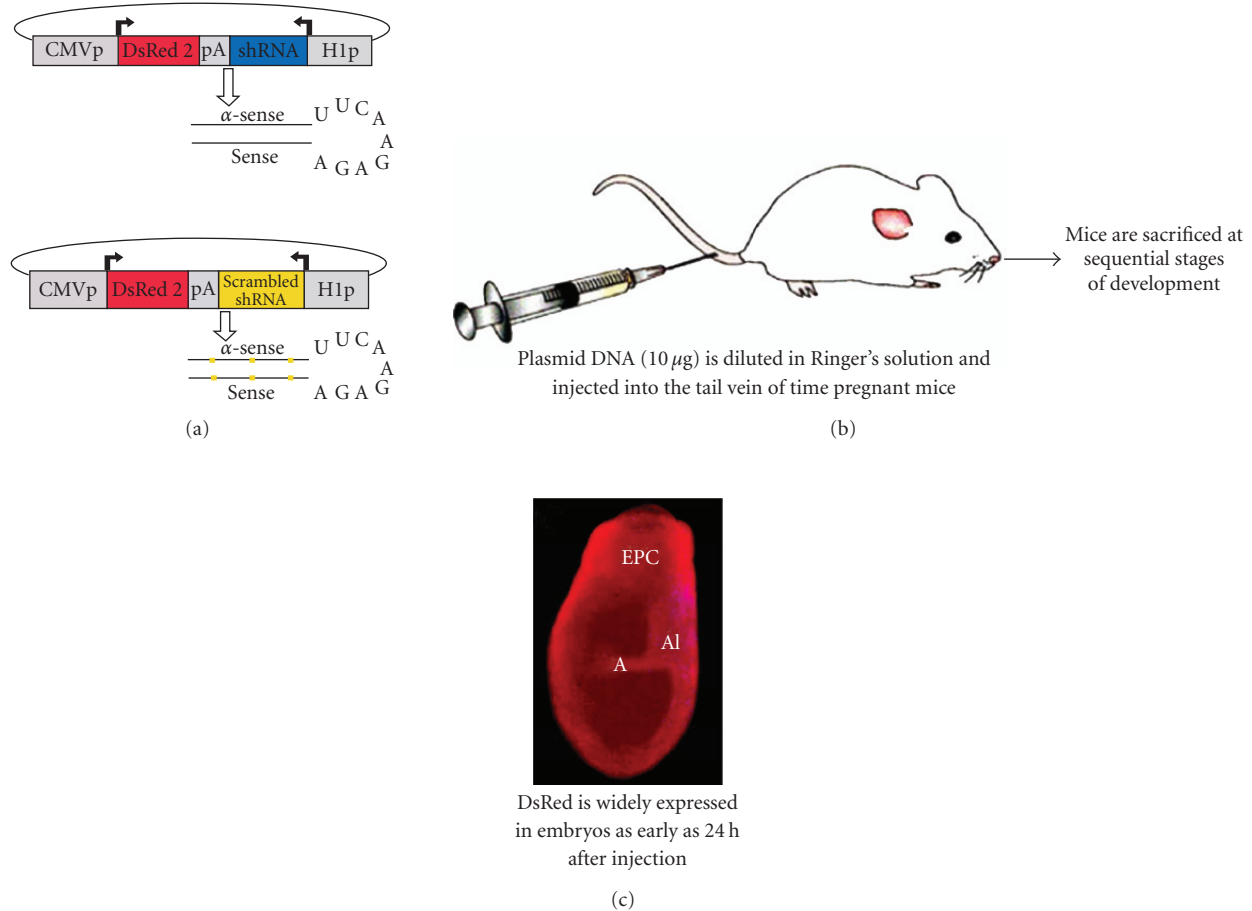 CMVp DsRed 2 pA shRNA H1p
α-sense
Sense
U U C A A G A G A
CMVp DsRed 2 pA Scrambled shRNA H1p
α-sense
Sense
U U C A A G A G A
(a)
Plasmid DNA (10 μg) is diluted in Ringer's solution and
injected into the tail vein of time pregnant mice
Mice are sacrificed at
sequential stages
of development
(b)
EPC
Al
A
DsRed is widely expressed
in embryos as early as 24 h
after injection
(c)